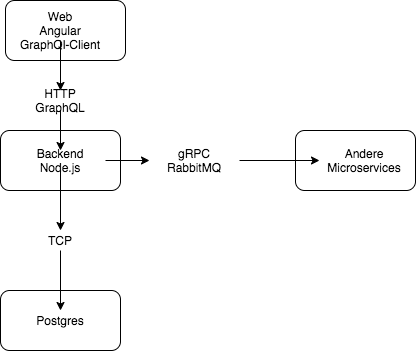 Web
Angular
GraphQl-Client
HTTP
GraphQL
Backend
Node.js
gRPC
RabbitMQ
Andere
Microservices
TCP
Postgres